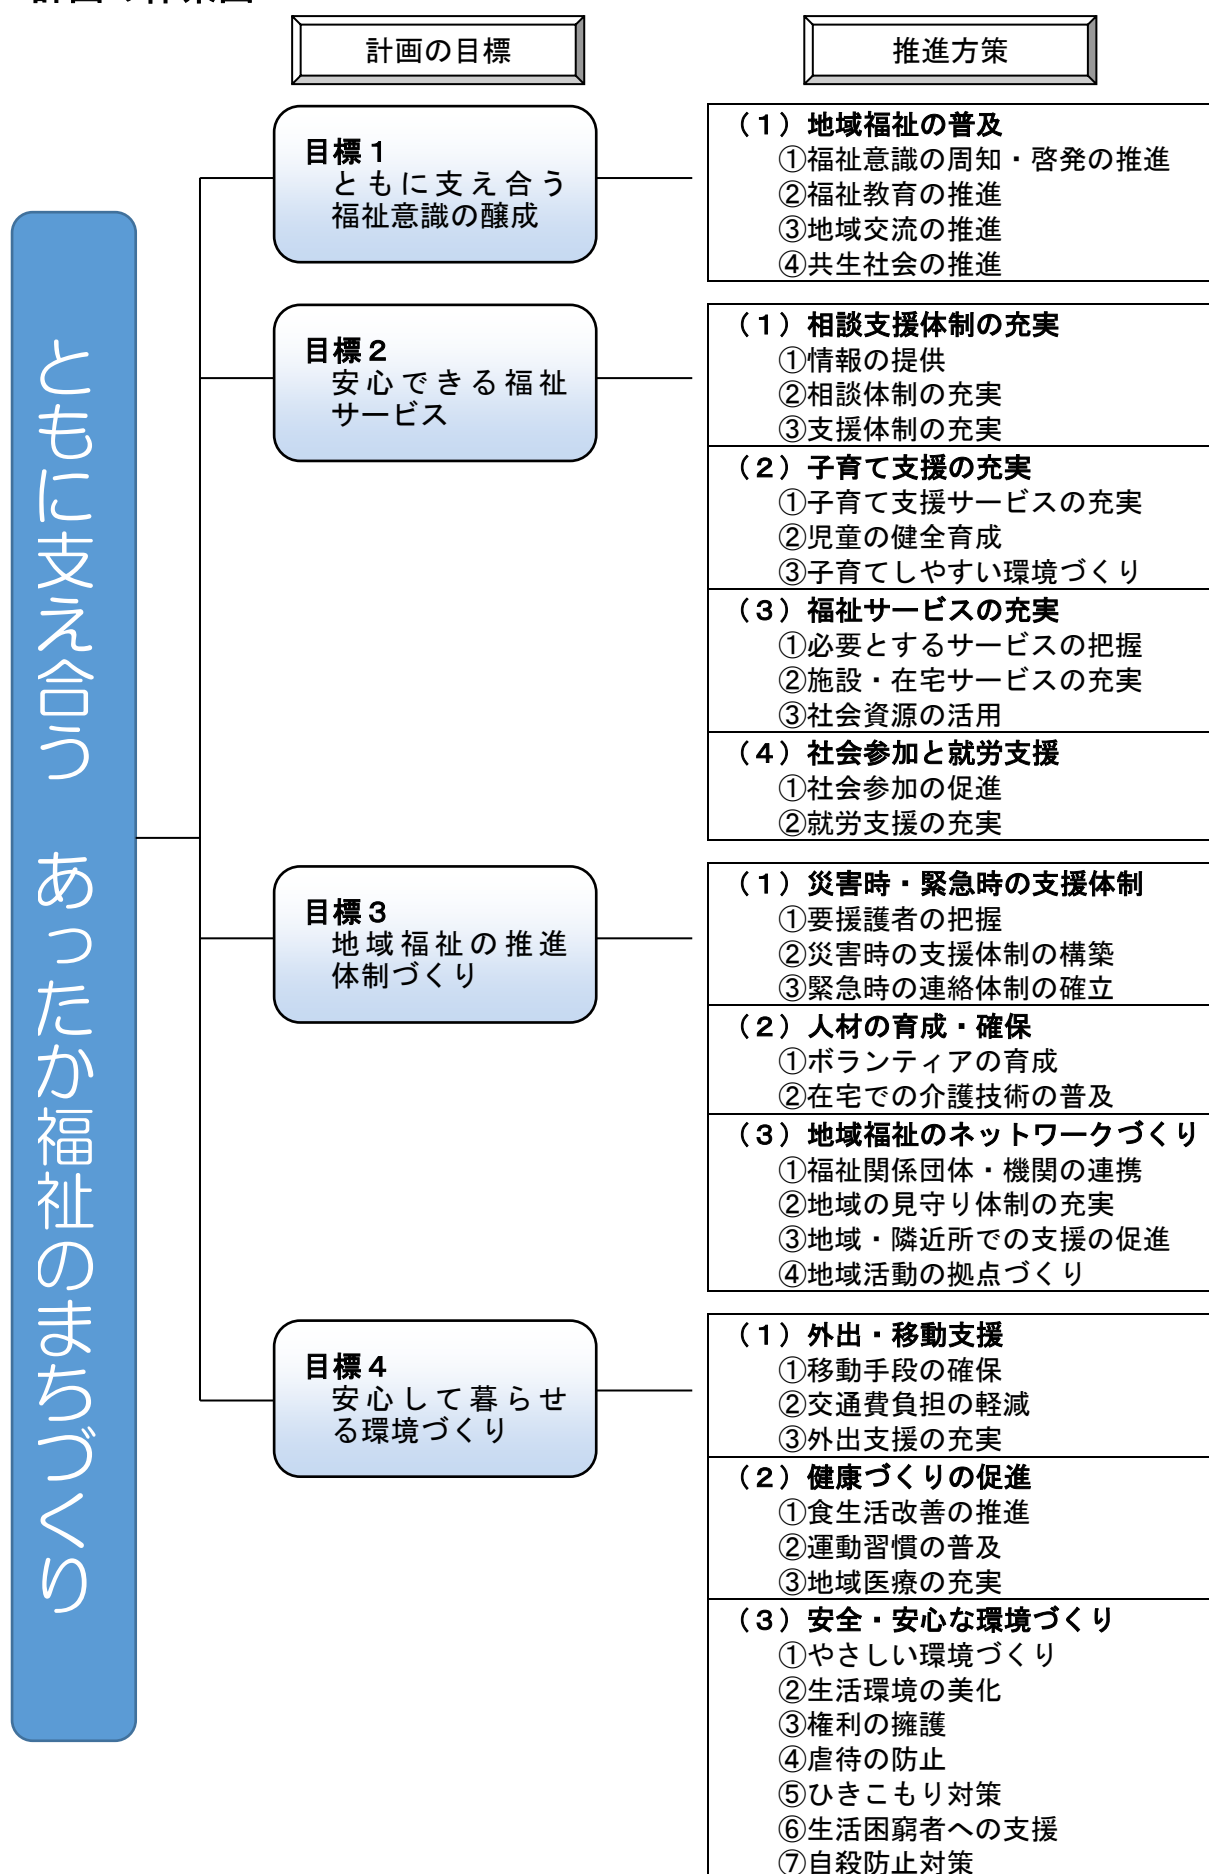 計画の体系図
計画の目標
推進方策
ともに支え合う　あったか福祉のまちづくり
目標１
ともに支え合う
福祉意識の醸成
（１）地域福祉の普及
①福祉意識の周知・啓発の推進
②福祉教育の推進
③地域交流の推進
④共生社会の推進
目標２
安心できる福祉
サービス
（１）相談支援体制の充実
①情報の提供
②相談体制の充実
③支援体制の充実
（２）子育て支援の充実
①子育て支援サービスの充実
②児童の健全育成
③子育てしやすい環境づくり
（３）福祉サービスの充実
①必要とするサービスの把握
②施設・在宅サービスの充実
③社会資源の活用
（４）社会参加と就労支援
①社会参加の促進
②就労支援の充実
目標３
地域福祉の推進
体制づくり
（１）災害時・緊急時の支援体制
①要援護者の把握
②災害時の支援体制の構築
③緊急時の連絡体制の確立
（２）人材の育成・確保
①ボランティアの育成
②在宅での介護技術の普及
（３）地域福祉のネットワークづくり
①福祉関係団体・機関の連携
②地域の見守り体制の充実
③地域・隣近所での支援の促進
④地域活動の拠点づくり
目標４
安心して暮らせ
る環境づくり
（１）外出・移動支援
①移動手段の確保
②交通費負担の軽減
③外出支援の充実
（２）健康づくりの促進
①食生活改善の推進
②運動習慣の普及
③地域医療の充実
（３）安全・安心な環境づくり
①やさしい環境づくり
②生活環境の美化
③権利の擁護
④虐待の防止
⑤ひきこもり対策
⑥生活困窮者への支援
⑦自殺防止対策